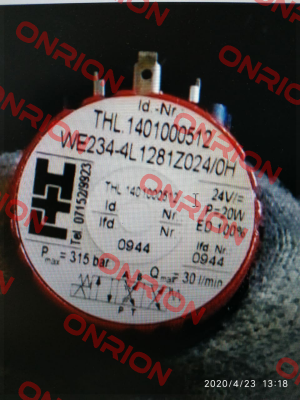 ONRION
Id.-Nr
THL.1401000512
WE234-4L1281Z024/0H
Tel. 07152/9923
THL 1401000512
24V/=
P=20W
Id. Nr. ED 100%
lfd Nr. lfd Nr.
0944 0944
Pmax= 315 bar Qmax= 30 l/min
P T
2020/4/23 13:18